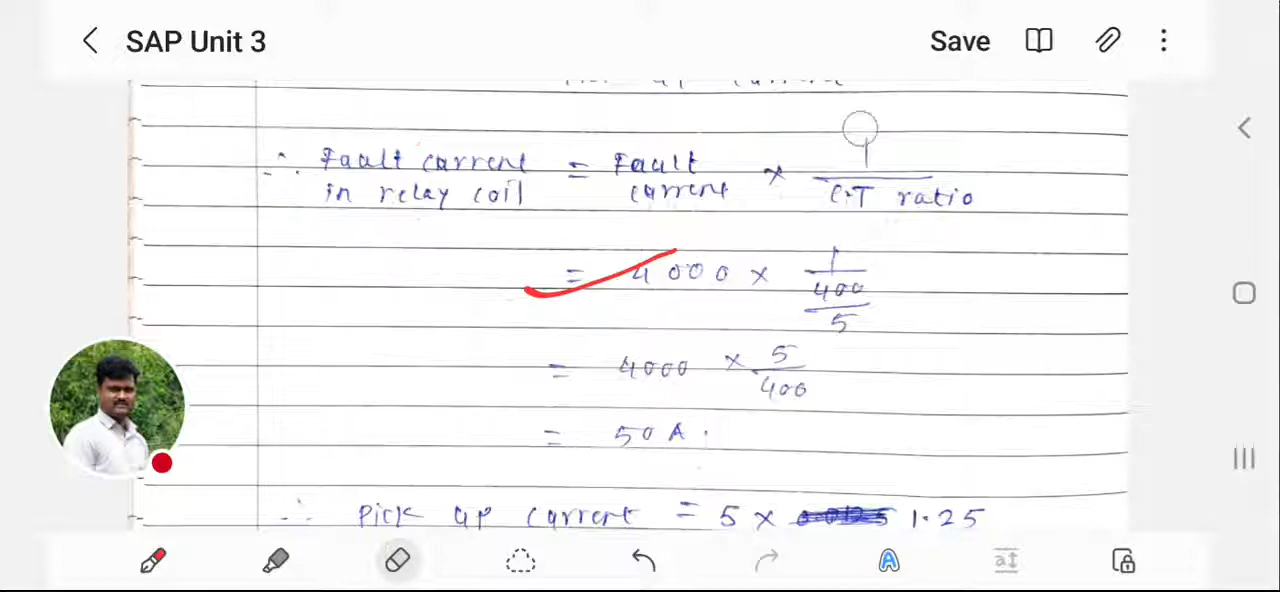 SAP Unit 3
Save
∴ Fault current in relay coil = Fault current × 1 / C.T ratio
= 4000 × 1 / 400 / 5
= 4000 × 5 / 400
= 50 A.
∴ Pick up current = 5 × 1.25